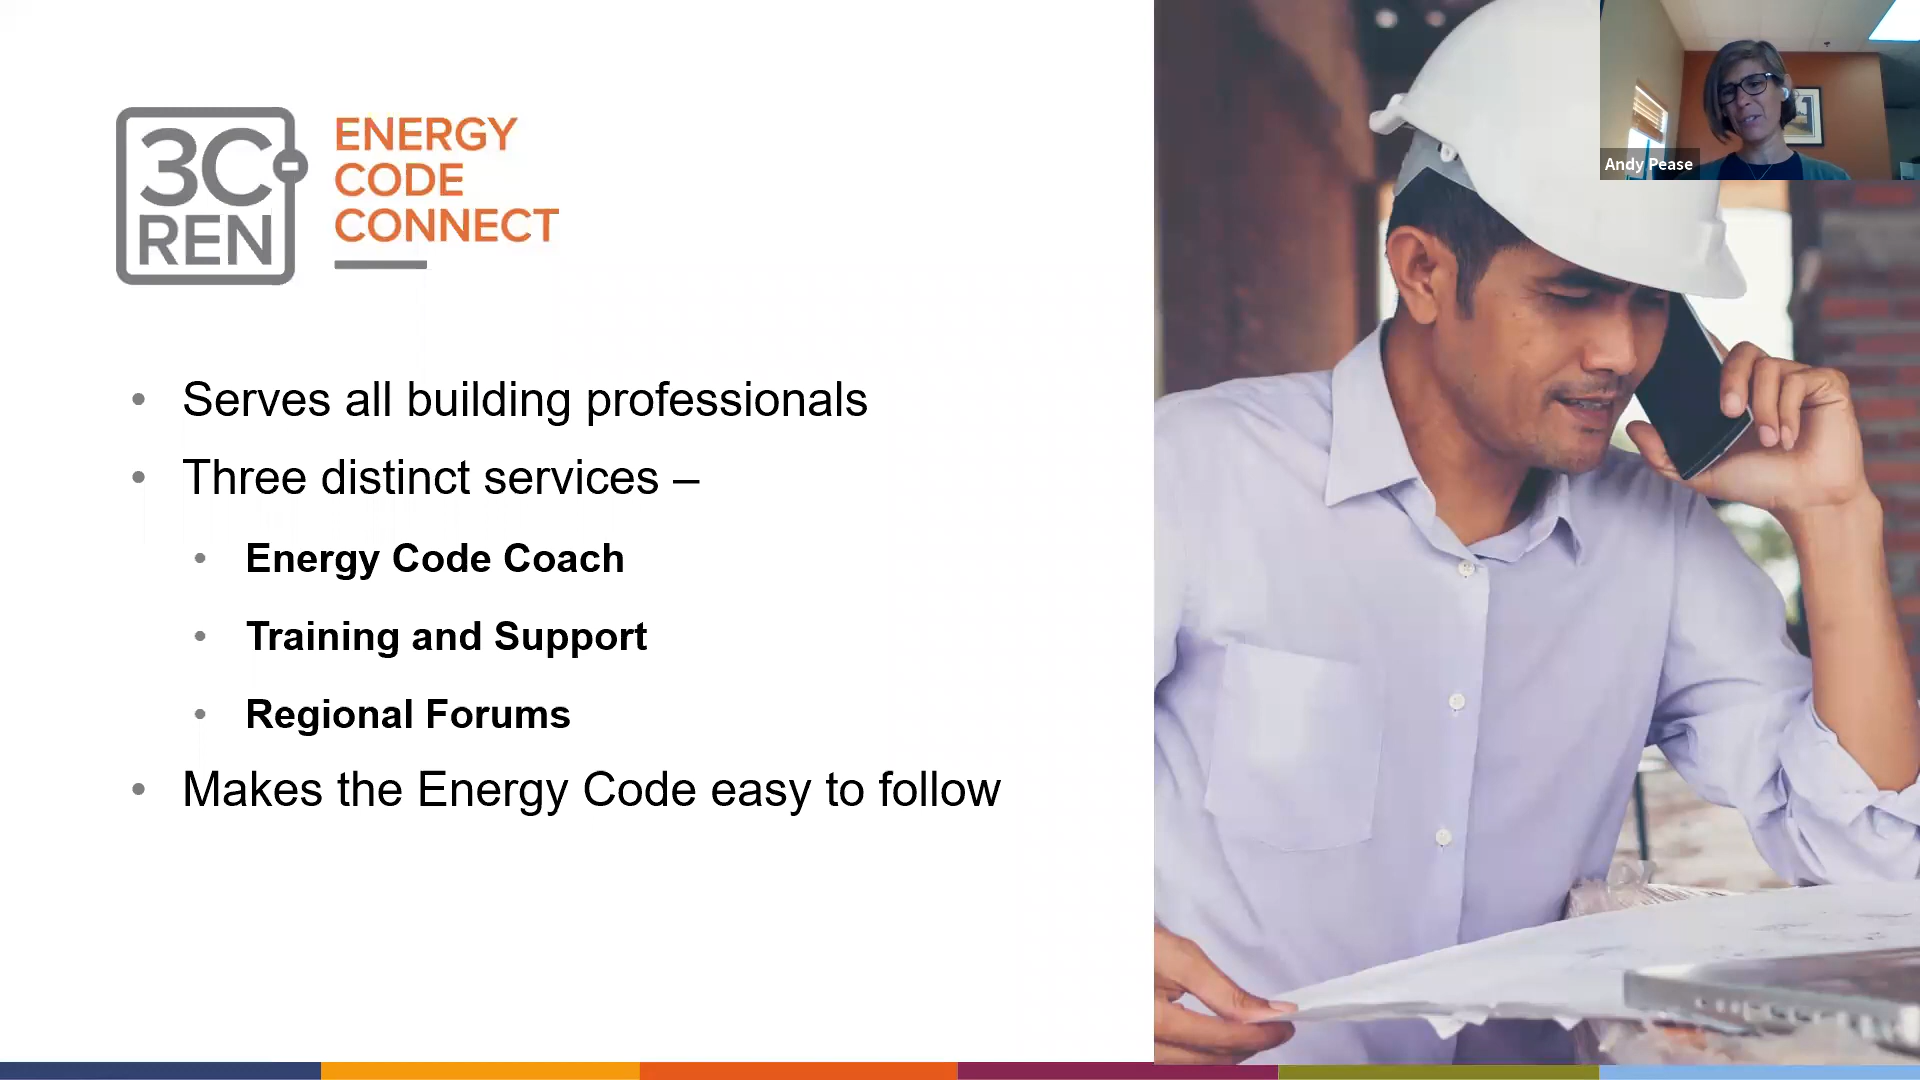 3C
REN
ENERGY
CODE
CONNECT
Andy Pease
• Serves all building professionals
• Three distinct services –
• Energy Code Coach
• Training and Support
• Regional Forums
• Makes the Energy Code easy to follow